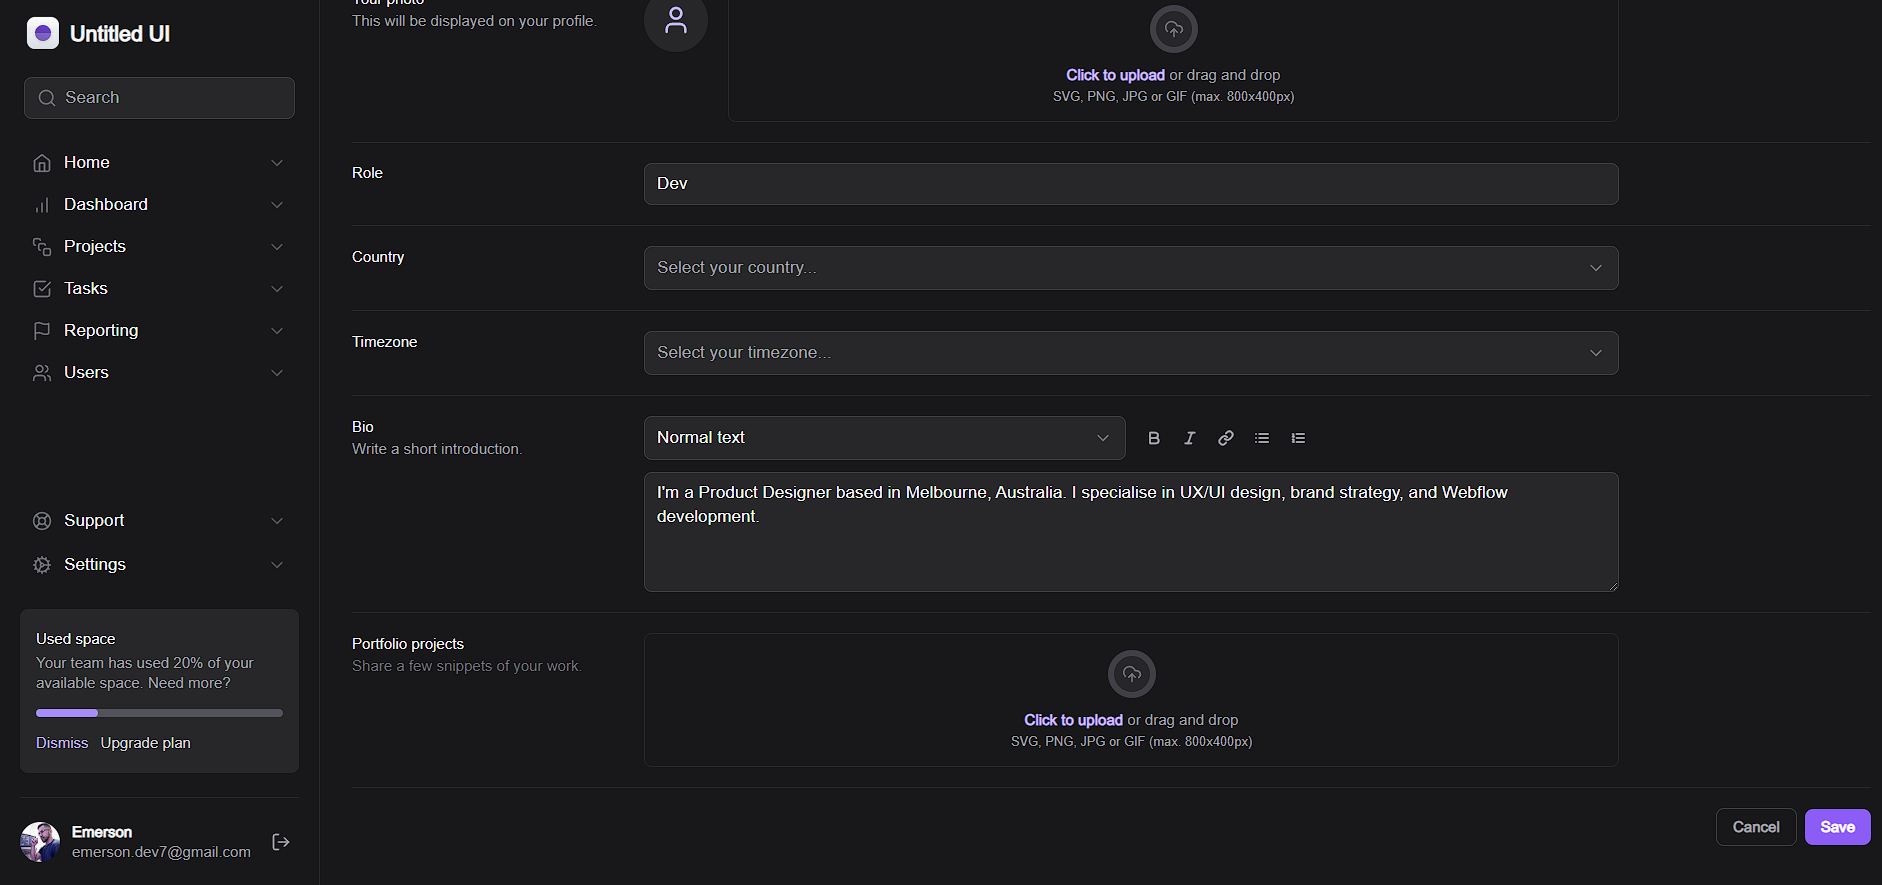 Untitled UI
Search
Home
Dashboard
Projects
Tasks
Reporting
Users
Support
Settings
Used space
Your team has used 20% of your
available space. Need more?
Dismiss Upgrade plan
Emerson
emerson.dev7@gmail.com
Your photo
This will be displayed on your profile.
Click to upload or drag and drop
SVG, PNG, JPG or GIF (max. 800x400px)
Role
Dev
Country
Select your country...
Timezone
Select your timezone...
Bio
Write a short introduction.
Normal text
I'm a Product Designer based in Melbourne, Australia. I specialise in UX/UI design, brand strategy, and Webflow
development.
Portfolio projects
Share a few snippets of your work.
Click to upload or drag and drop
SVG, PNG, JPG or GIF (max. 800x400px)
Cancel
Save